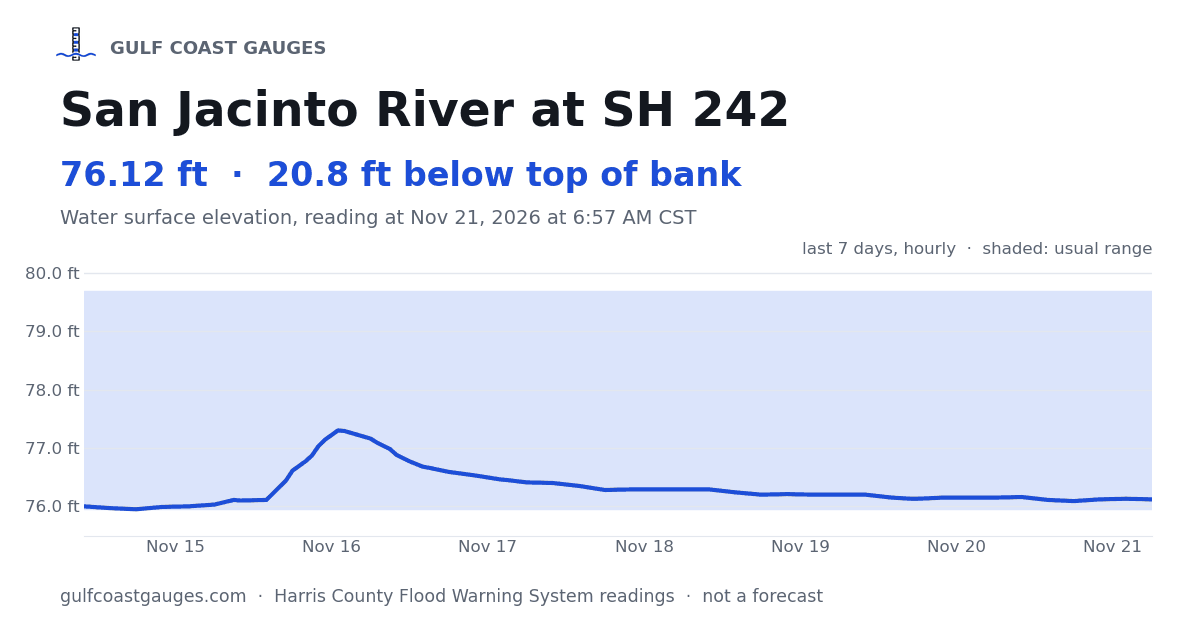 GULF COAST GAUGES
San Jacinto River at SH 242
76.12 ft · 20.8 ft below top of bank
Water surface elevation, reading at Nov 21, 2026 at 6:57 AM CST
last 7 days, hourly · shaded: usual range
80.0 ft
79.0 ft
78.0 ft
77.0 ft
76.0 ft
Nov 15 Nov 16 Nov 17 Nov 18 Nov 19 Nov 20 Nov 21
gulfcoastgauges.com · Harris County Flood Warning System readings · not a forecast